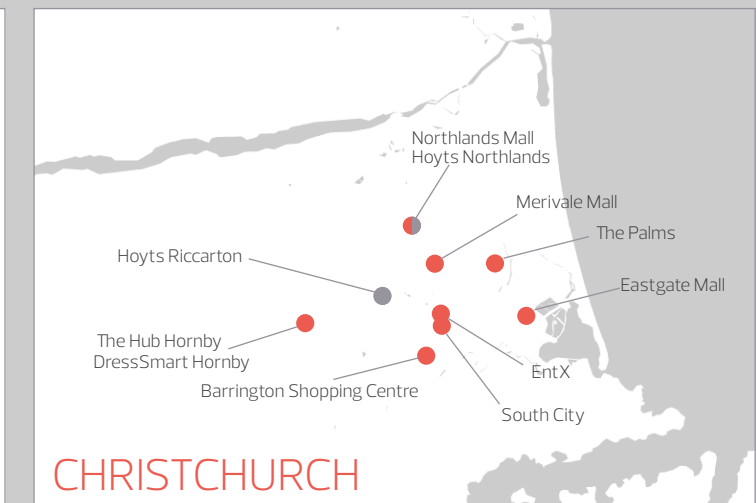 Northlands Mall
Hoyts Northlands
Merivale Mall
The Palms
Hoyts Riccarton
Eastgate Mall
The Hub Hornby
DressSmart Hornby
EntX
Barrington Shopping Centre
South City
CHRISTCHURCH